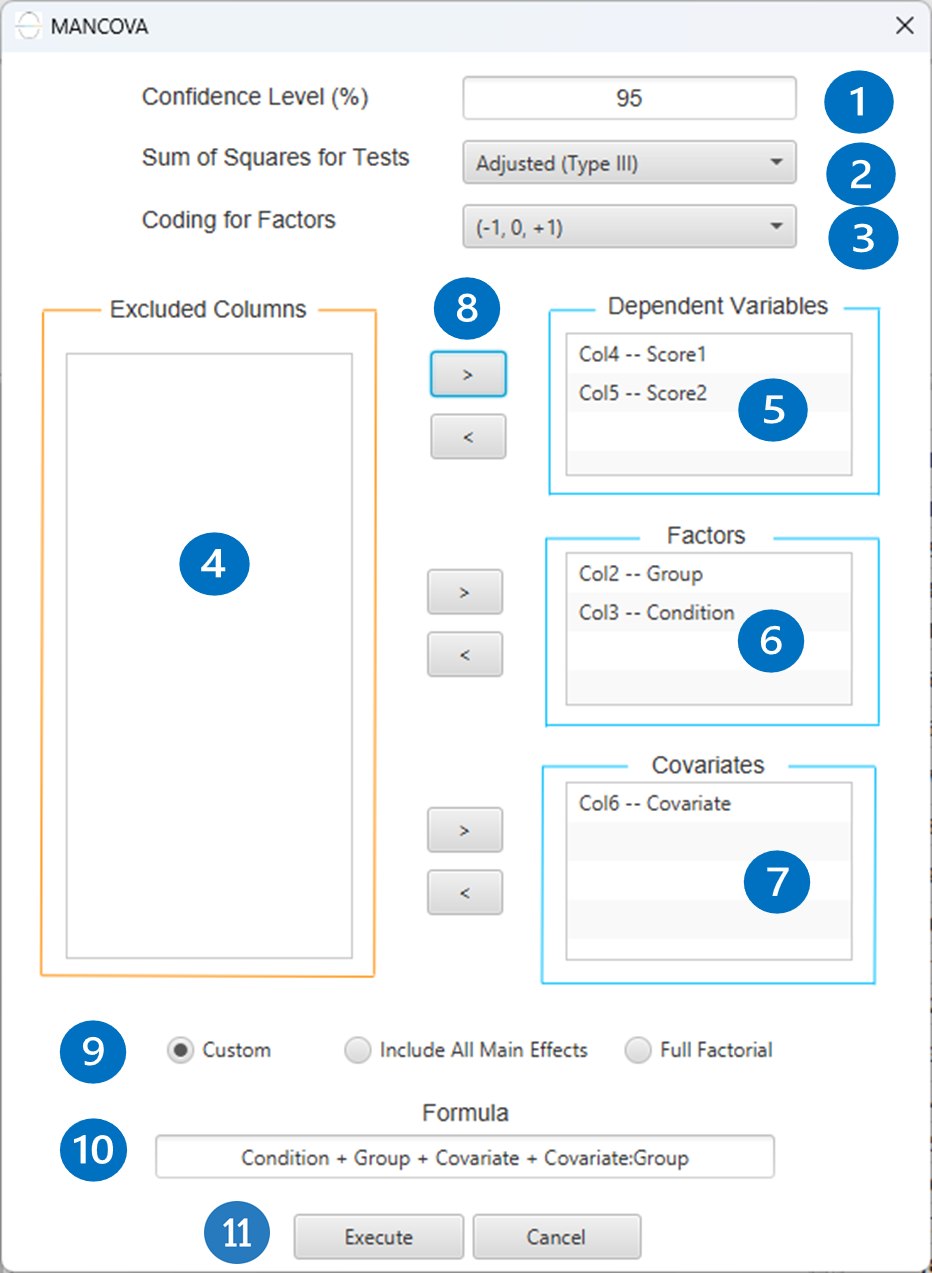 MANCOVA
Confidence Level (%)
95
1
Sum of Squares for Tests
Adjusted (Type III)
2
Coding for Factors
(-1, 0, +1)
3
Excluded Columns
4
8
>
<
>
<
>
<
Dependent Variables
Col4 -- Score1
Col5 -- Score2
5
Factors
Col2 -- Group
Col3 -- Condition
6
Covariates
Col6 -- Covariate
7
9
Custom
Include All Main Effects
Full Factorial
Formula
10
Condition + Group + Covariate + Covariate:Group
11
Execute
Cancel